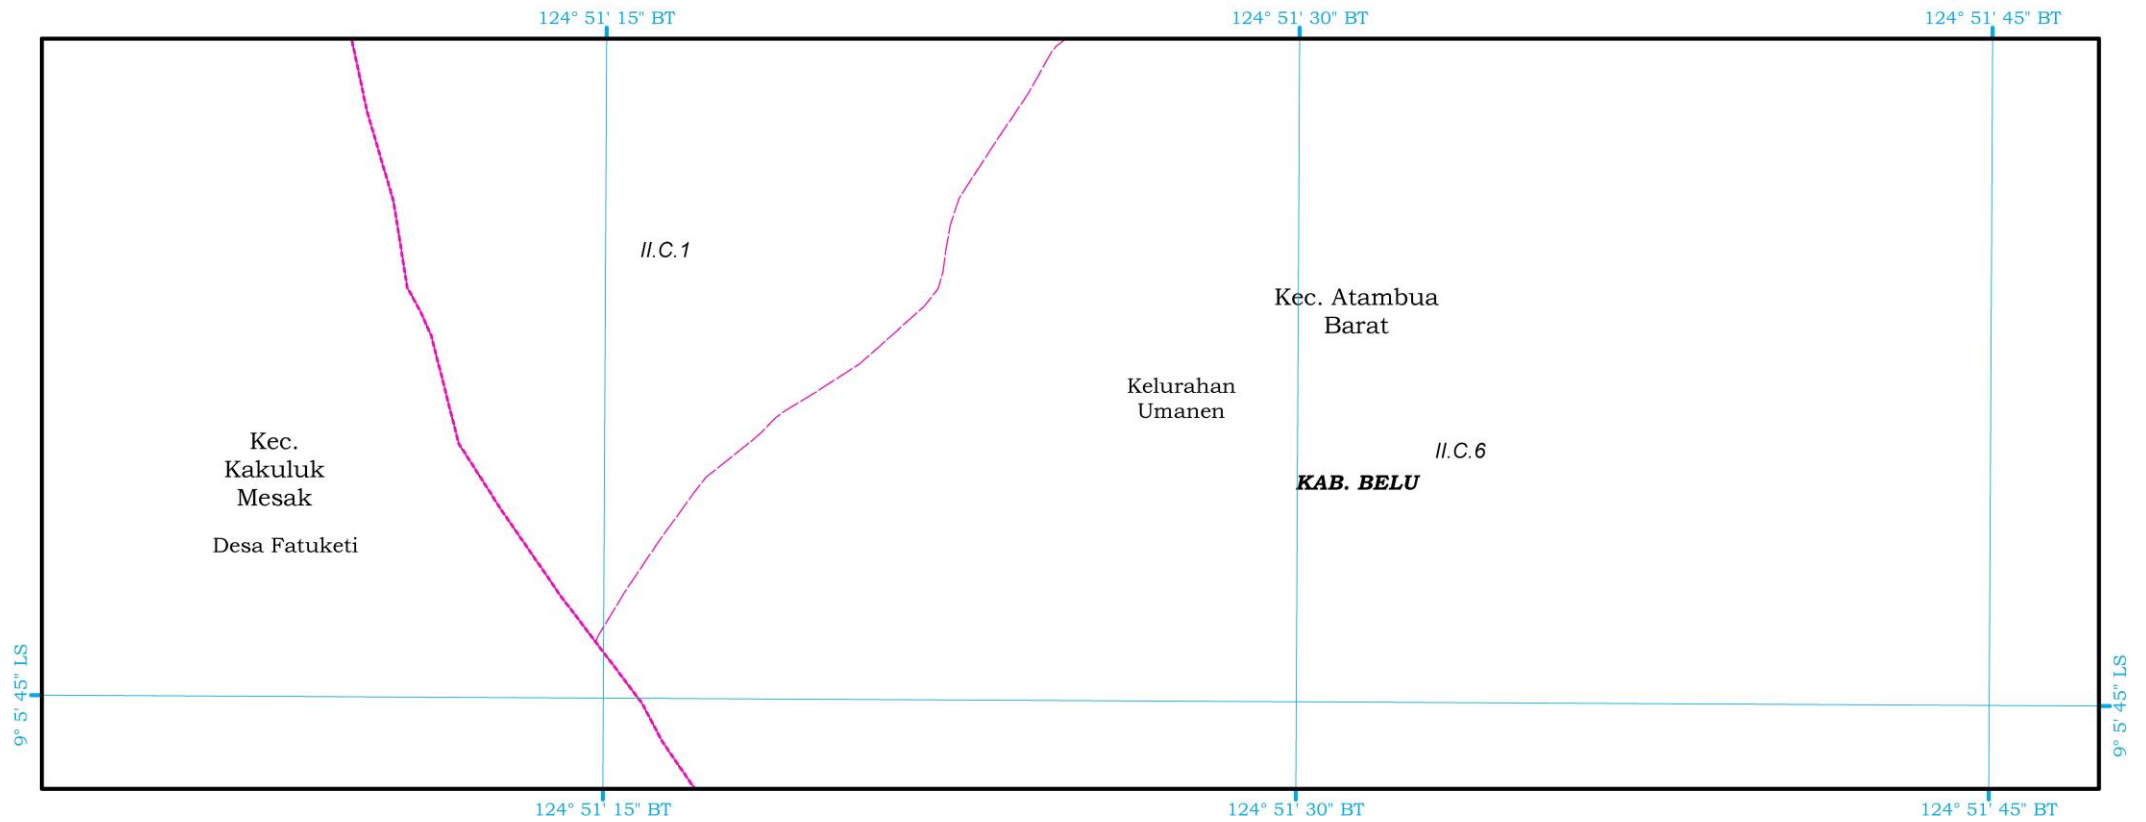 124° 51' 15" BT
124° 51' 30" BT
124° 51' 45" BT
II.C.1
Kec. Atambua
Barat
Kelurahan
Umanen
Kec.
Kakuluk
Mesak
II.C.6
KAB. BELU
Desa Fatuketi
9° 5' 45" LS
9° 5' 45" LS
124° 51' 15" BT
124° 51' 30" BT
124° 51' 45" BT